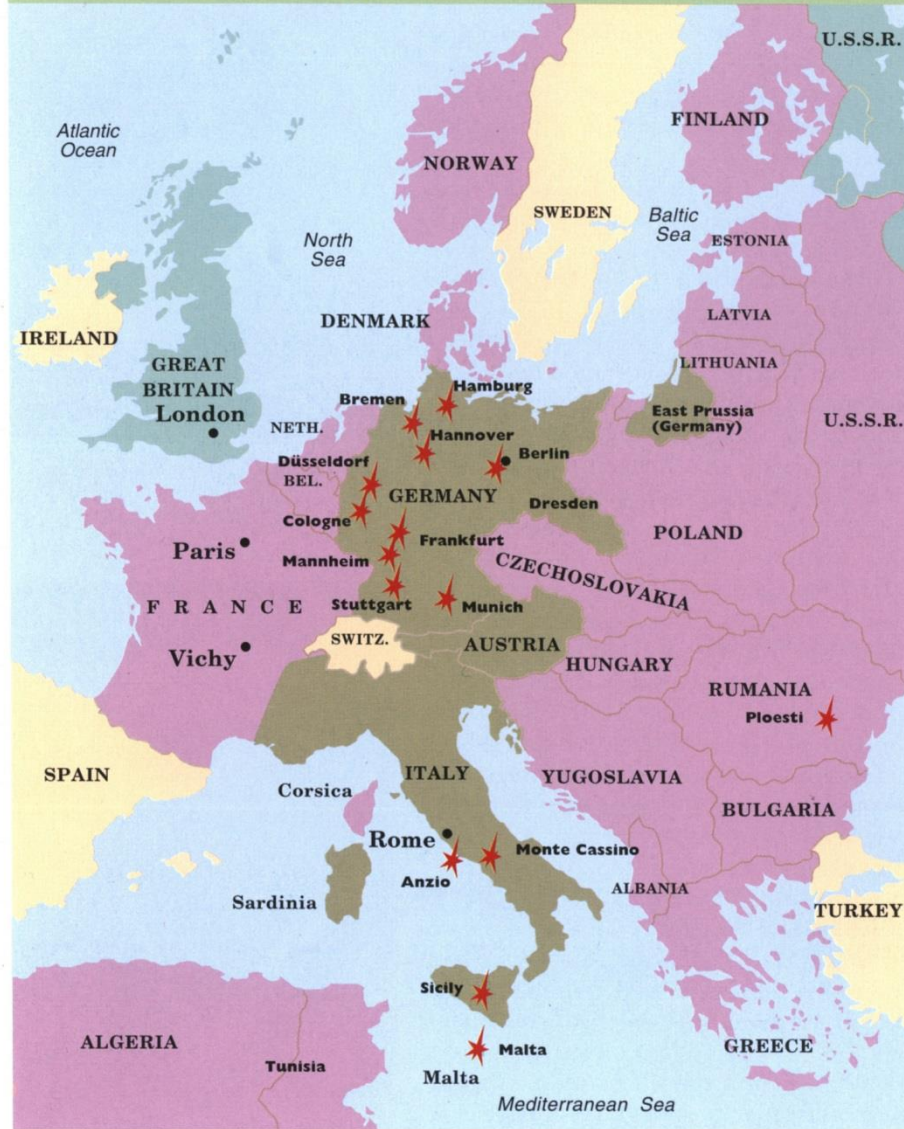 U.S.S.R.
Atlantic
Ocean
FINLAND
NORWAY
SWEDEN
Baltic
Sea
North
Sea
ESTONIA
DENMARK
LATVIA
IRELAND
GREAT
BRITAIN
London
LITHUANIA
Hamburg
Bremen
East Prussia
(Germany)
U.S.S.R.
NETH.
Hannover
Berlin
Düsseldorf
BEL.
GERMANY
Dresden
Cologne
POLAND
Frankfurt
Paris
Mannheim
CZECHOSLOVAKIA
FRANCE
Stuttgart
Munich
SWITZ.
AUSTRIA
Vichy
HUNGARY
RUMANIA
Ploesti
SPAIN
ITALY
YUGOSLAVIA
Corsica
BULGARIA
Rome
Monte Cassino
Anzio
ALBANIA
Sardinia
TURKEY
Sicily
ALGERIA
Malta
GREECE
Tunisia
Malta
Mediterranean Sea